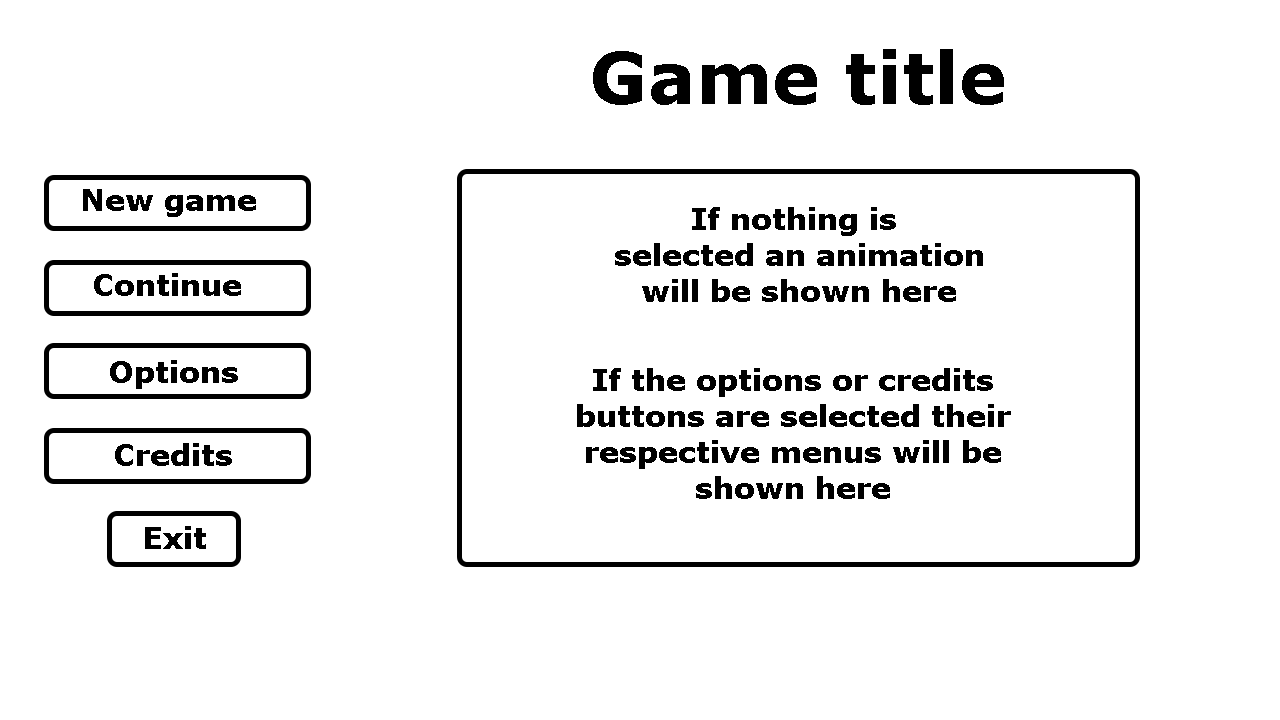 Game title
New game
Continue
Options
Credits
Exit
If nothing is
selected an animation
will be shown here
If the options or credits
buttons are selected their
respective menus will be
shown here